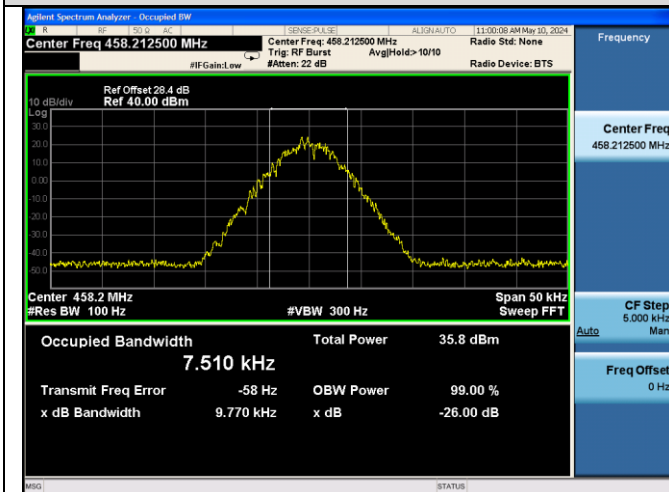 Agilent Spectrum Analyzer - Occupied BW
R RF 50 Ω AC SENSE:PULSE ALIGN AUTO 11:00:08 AM May 10, 2024
Center Freq 458.212500 MHz Center Freq: 458.212500 MHz Radio Std: None
Trig: RF Burst Avg|Hold:> 10/10
#IFGain:Low #Atten: 22 dB Radio Device: BTS
Ref Offset 28.4 dB
10 dB/div Ref 40.00 dBm
Log
30.0
20.0
10.0
0.00
-10.0
-20.0
-30.0
-40.0
-50.0
Center 458.2 MHz Span 50 kHz
#Res BW 100 Hz #VBW 300 Hz Sweep FFT
Occupied Bandwidth Total Power 35.8 dBm
7.510 kHz
Transmit Freq Error -58 Hz OBW Power 99.00 %
x dB Bandwidth 9.770 kHz x dB -26.00 dB
MSG STATUS
Frequency
Center Freq
458.212500 MHz
CF Step
5.000 kHz
Auto Man
Freq Offset
0 Hz